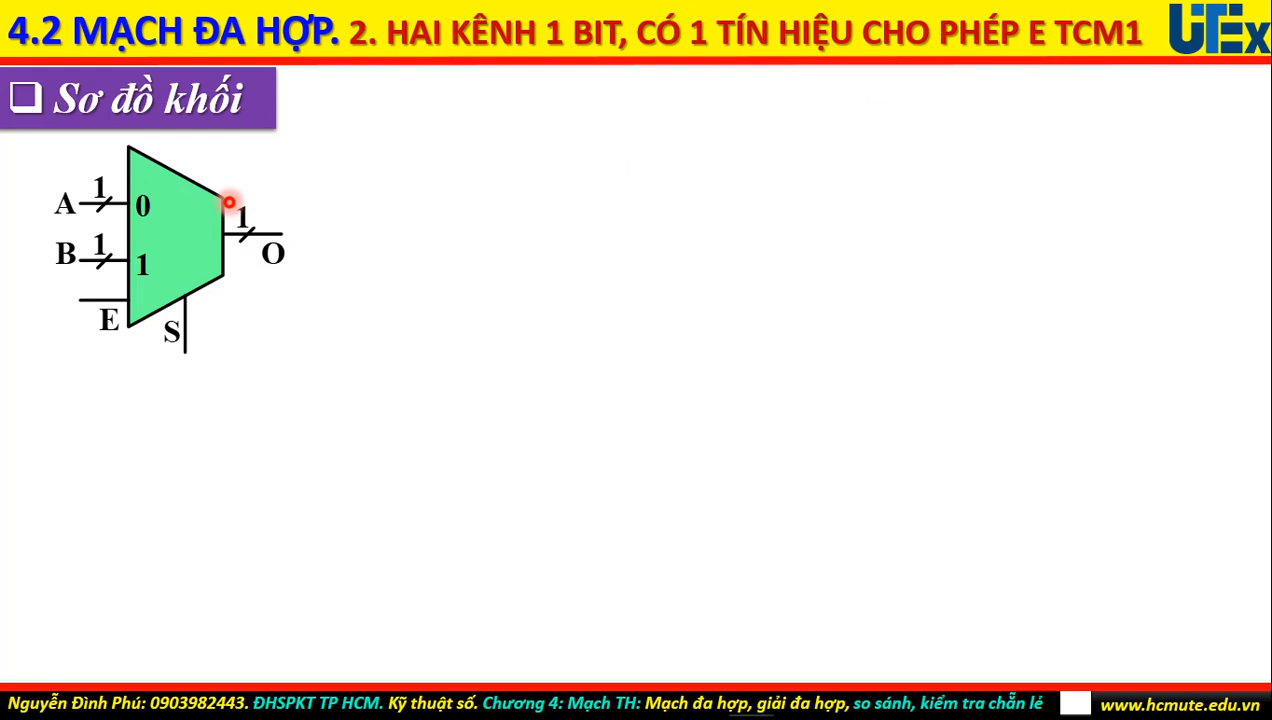 4.2 MẠCH ĐA HỢP. 2. HAI KÊNH 1 BIT, CÓ 1 TÍN HIỆU CHO PHÉP E TCM1
UTEx
Sơ đồ khối
A 1 0
1
B 1 1
O
E
S
Nguyễn Đình Phú: 0903982443. ĐHSPKT TP HCM. Kỹ thuật số. Chương 4: Mạch TH: Mạch đa hợp, giải đa hợp, so sánh, kiểm tra chẵn lẻ
www.hcmute.edu.vn